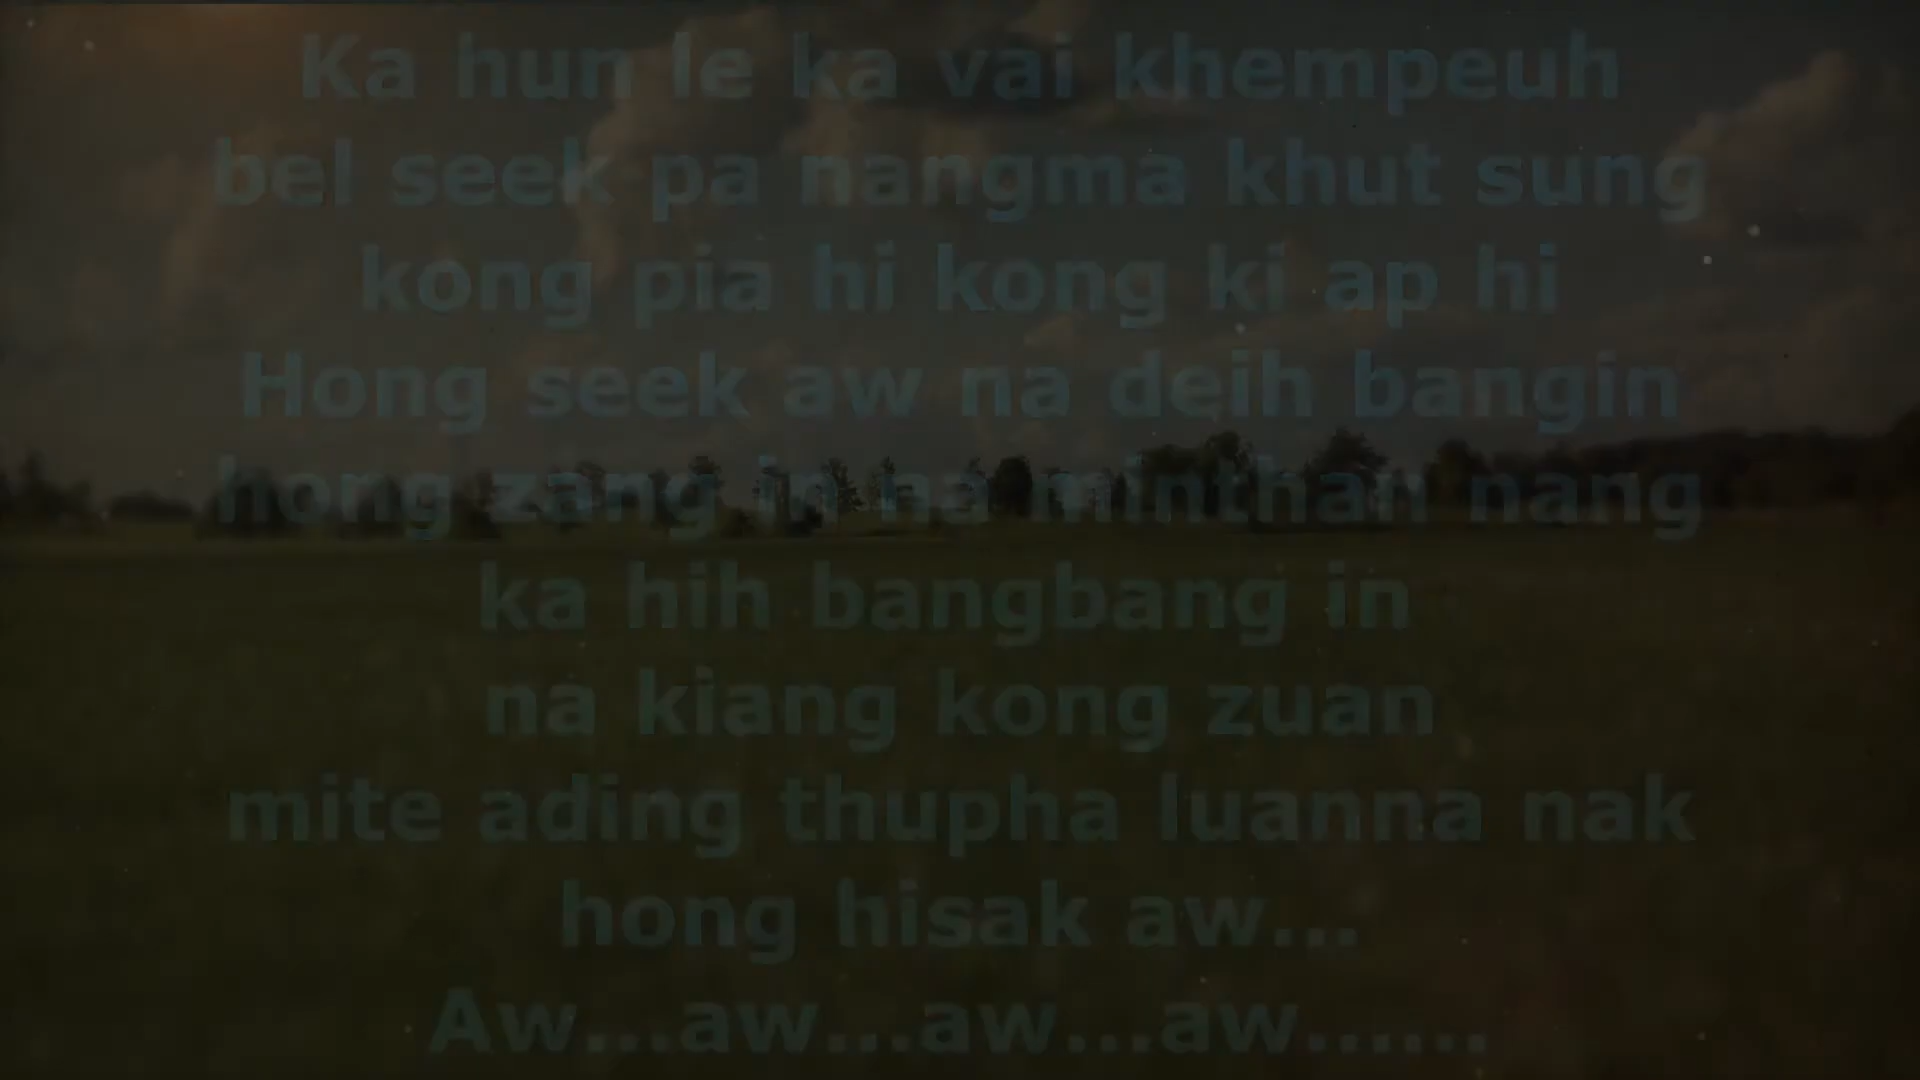 Ka hun le ka vai khempeuh
bel seek pa nangma khut sung
kong pia hi kong ki ap hi
Hong seek aw na deih bangin
hong zang in na minthan nang
ka hih bangbang in
na kiang kong zuan
mite ading thupha luanna nak
hong hisak aw...
Aw...aw...aw...aw......